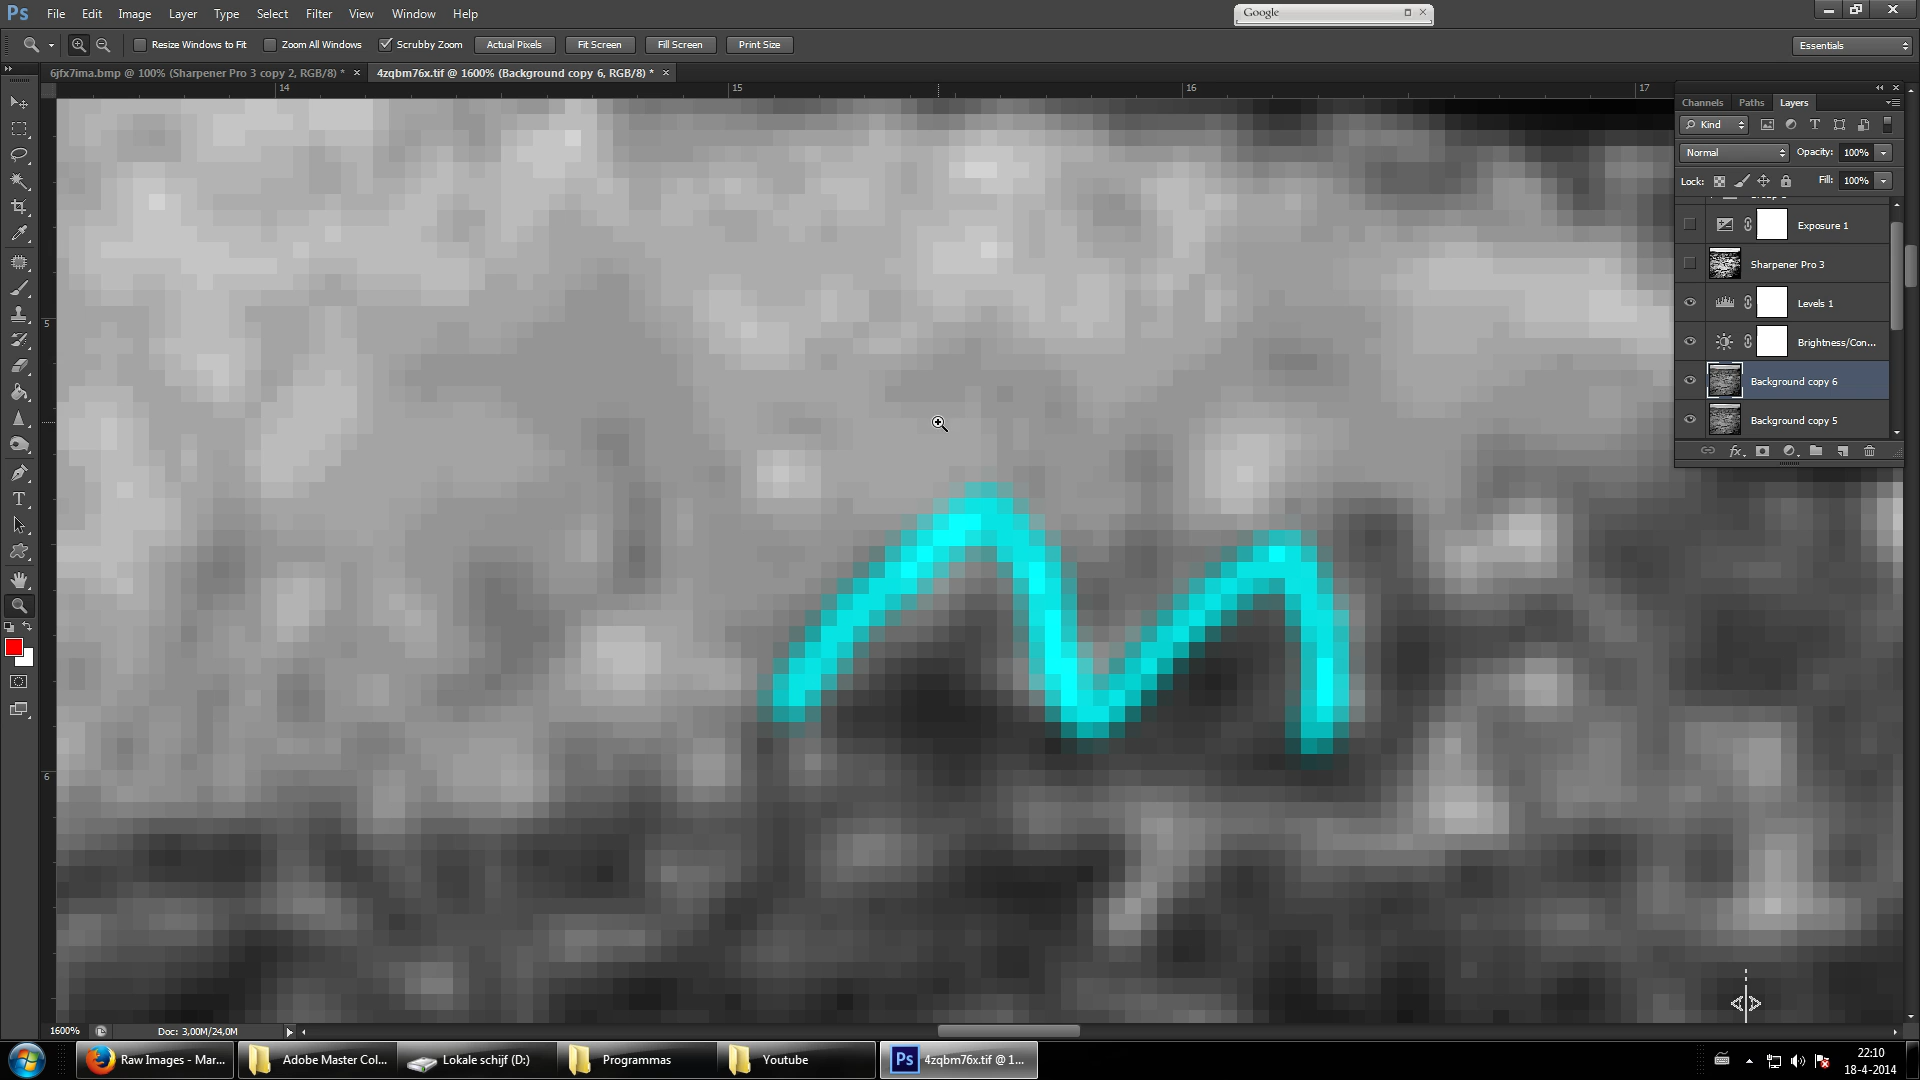 Ps File Edit Image Layer Type Select Filter View Window Help
Google
Resize Windows to Fit Zoom All Windows Scrubby Zoom Actual Pixels Fit Screen Fill Screen Print Size Essentials
6jfx7ima.bmp @ 100% (Sharpener Pro 3 copy 2, RGB/8) * × 4zqbm76x.tif @ 1600% (Background copy 6, RGB/8) * ×
14 15 16 17
5
6
Channels Paths Layers
Kind
Normal Opacity: 100%
Lock: Fill: 100%
Exposure 1
Sharpener Pro 3
Levels 1
Brightness/Con...
Background copy 6
Background copy 5
fx
1600% Doc: 3,00M/24,0M
Raw Images - Mar... Adobe Master Col... Lokale schijf (D:) Programmas Youtube Ps 4zqbm76x.tif @ 1...
22:10
18-4-2014